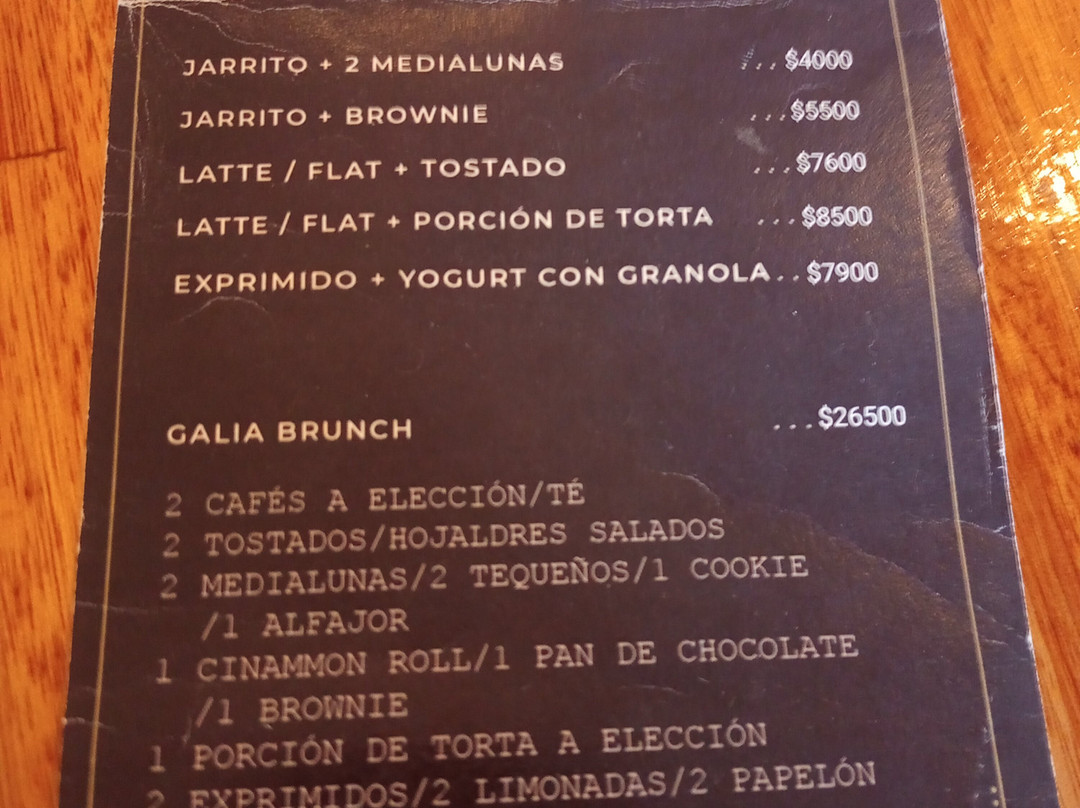 JARRITO + 2 MEDIALUNAS ...$4000
JARRITO + BROWNIE ...$5500
LATTE / FLAT + TOSTADO ...$7600
LATTE / FLAT + PORCIÓN DE TORTA ...$8500
EXPRIMIDO + YOGURT CON GRANOLA..$7900
GALIA BRUNCH ...$26500
2 CAFÉS A ELECCIÓN/TÉ
2 TOSTADOS/HOJALDRES SALADOS
2 MEDIALUNAS/2 TEQUEÑOS/1 COOKIE
/1 ALFAJOR
1 CINAMMON ROLL/1 PAN DE CHOCOLATE
/1 BROWNIE
1 PORCIÓN DE TORTA A ELECCIÓN
2 EXPRIMIDOS/2 LIMONADAS/2 PAPELÓN